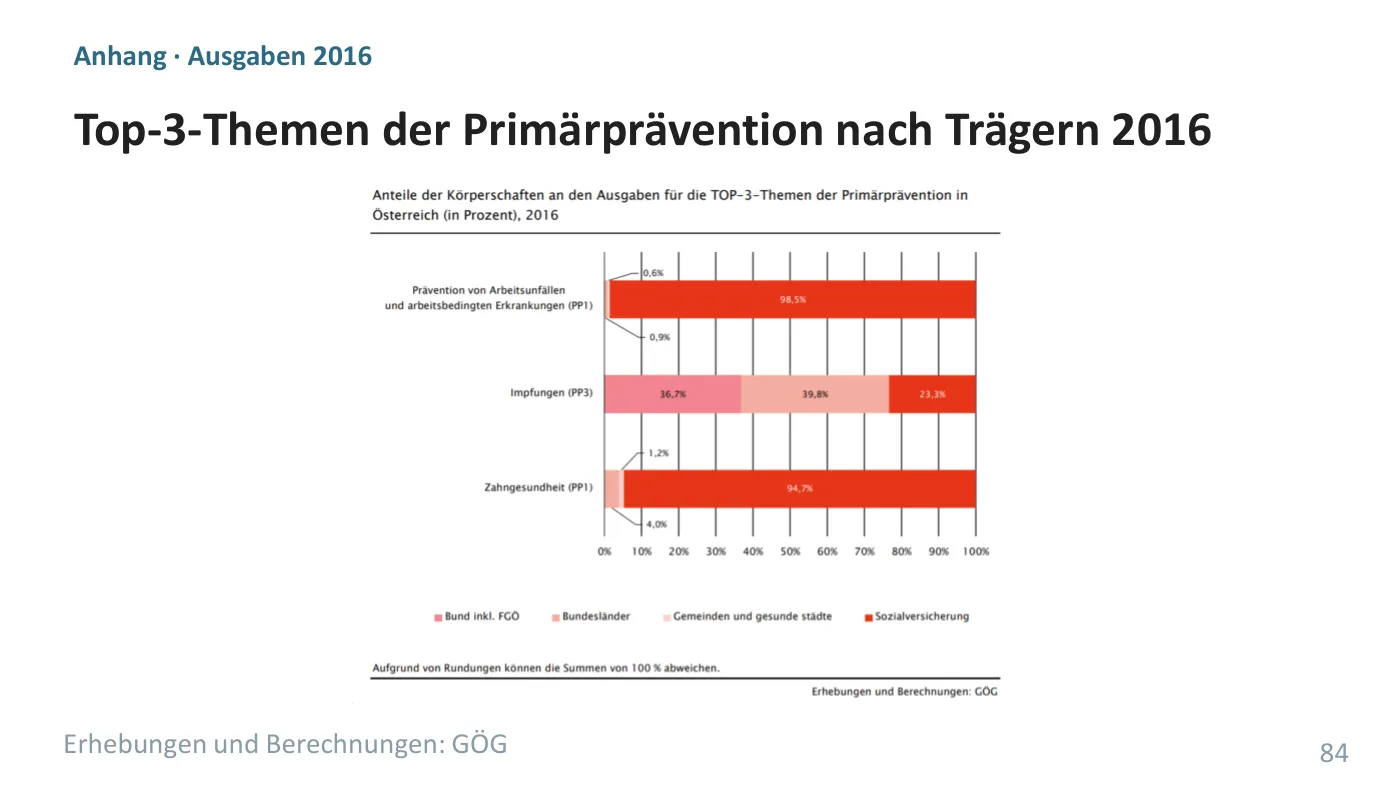 Anhang · Ausgaben 2016
Top-3-Themen der Primärprävention nach Trägern 2016
Anteile der Körperschaften an den Ausgaben für die TOP-3-Themen der Primärprävention in
Österreich (in Prozent), 2016
0,6%
Prävention von Arbeitsunfällen
und arbeitsbedingten Erkrankungen (PP1)
98,5%
0,9%
Impfungen (PP3)
36,7% 39,8% 23,3%
1,2%
Zahngesundheit (PP1)
94,7%
4,0%
0% 10% 20% 30% 40% 50% 60% 70% 80% 90% 100%
Bund inkl. FGÖ Bundesländer Gemeinden und gesunde städte Sozialversicherung
Aufgrund von Rundungen können die Summen von 100 % abweichen.
Erhebungen und Berechnungen: GÖG
Erhebungen und Berechnungen: GÖG
84